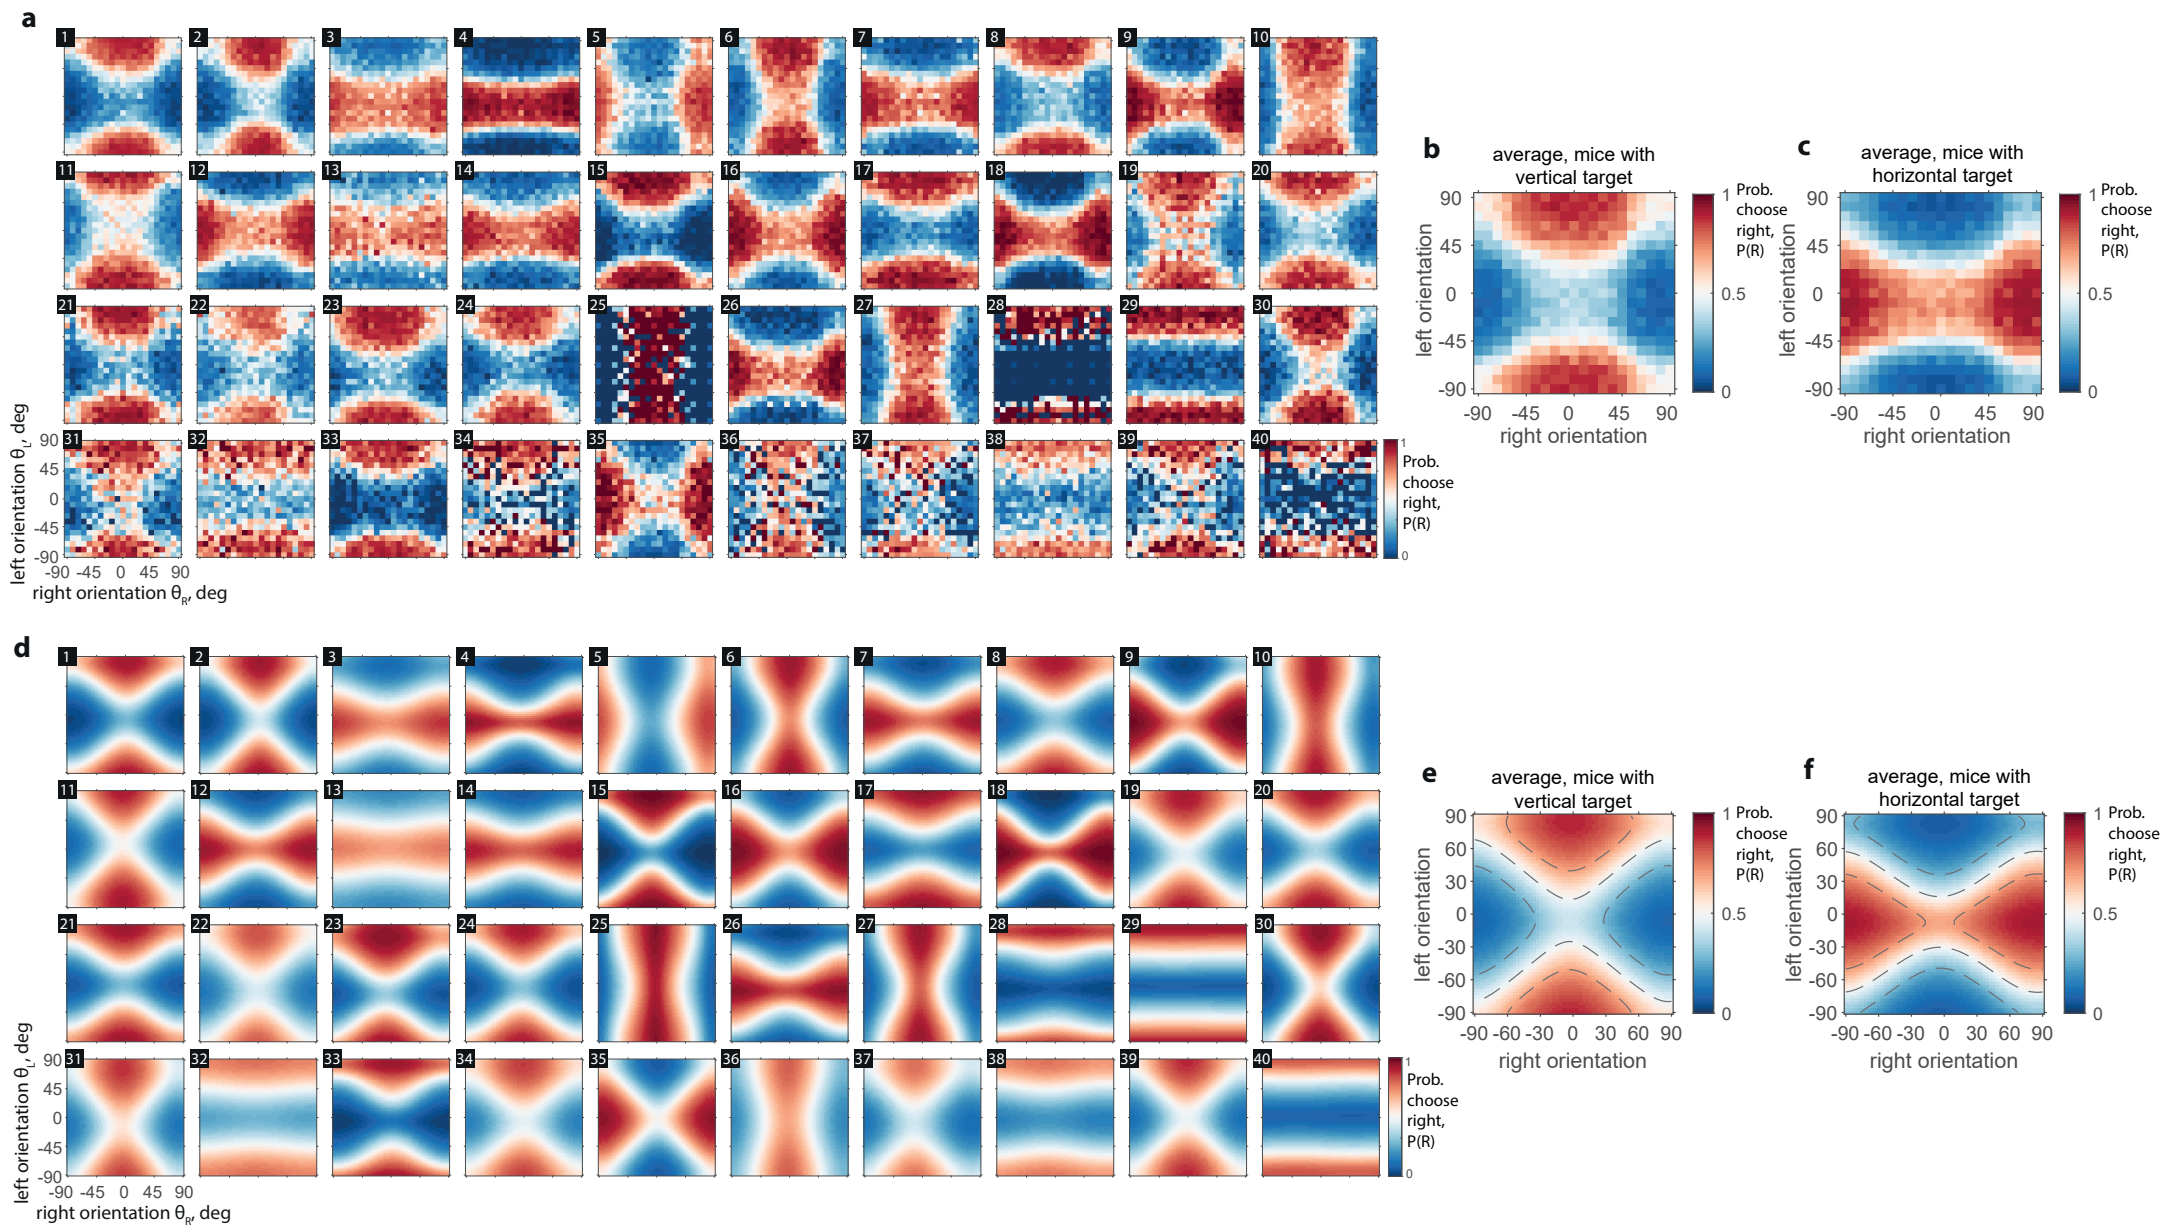 a
1 2 3 4 5 6 7 8 9 10
11 12 13 14 15 16 17 18 19 20
21 22 23 24 25 26 27 28 29 30
31 32 33 34 35 36 37 38 39 40
left orientation θL, deg
90
45
0
-45
-90
-90 -45 0 45 90
right orientation θR, deg
1
Prob.
choose
right,
P(R)
0
b
average, mice with
vertical target
left orientation
90
45
0
-45
-90
-90 -45 0 45 90
right orientation
1
0.5
0
Prob.
choose
right,
P(R)
c
average, mice with
horizontal target
left orientation
90
45
0
-45
-90
-90 -45 0 45 90
right orientation
1
0.5
0
Prob.
choose
right,
P(R)
d
1 2 3 4 5 6 7 8 9 10
11 12 13 14 15 16 17 18 19 20
21 22 23 24 25 26 27 28 29 30
31 32 33 34 35 36 37 38 39 40
left orientation θL, deg
90
45
0
-45
-90
-90 -45 0 45 90
right orientation θR, deg
1
Prob.
choose
right,
P(R)
0
e
average, mice with
vertical target
left orientation
90
60
30
0
-30
-60
-90
-90 -60 -30 0 30 60 90
right orientation
1
0.5
0
Prob.
choose
right,
P(R)
f
average, mice with
horizontal target
left orientation
90
60
30
0
-30
-60
-90
-90 -60 -30 0 30 60 90
right orientation
1
0.5
0
Prob.
choose
right,
P(R)